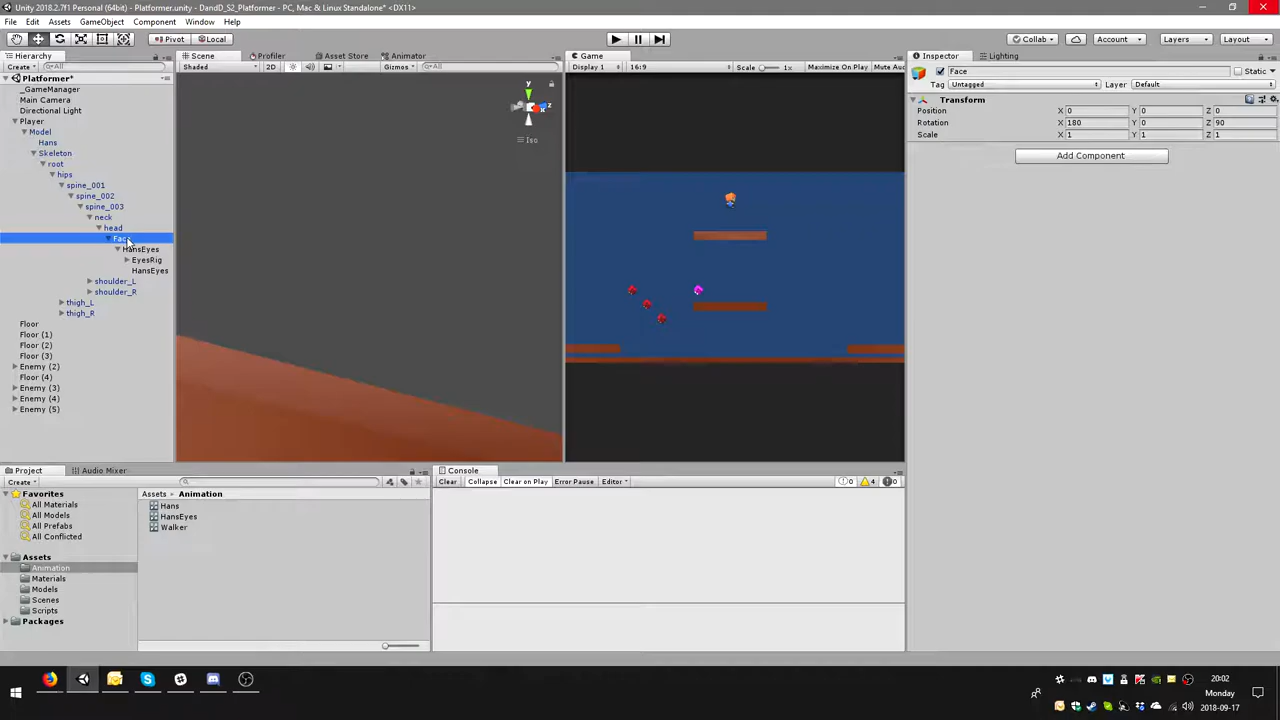 Unity 2018.2.7f1 Personal (64bit) - Platformer.unity - DandD_S2_Platformer - PC, Mac & Linux Standalone* <DX11>
File Edit Assets GameObject Component Window Help
Pivot Local Collab Account Layers Layout
Hierarchy Scene Profiler Asset Store Animator Game Inspector Lighting
Create All Shaded 2D Gizmos All Display 1 16:9 Scale 1x Maximize On Play Mute Au Face Static
Tag Untagged Layer Default
Platformer*
_GameManager
Main Camera
Directional Light
Player
Model
Hans
Skeleton
root
hips
spine_001
spine_002
spine_003
neck
head
Face
HansEyes
EyesRig
HansEyes
shoulder_L
shoulder_R
thigh_L
thigh_R
Floor
Floor (1)
Floor (2)
Floor (3)
Enemy (2)
Floor (4)
Enemy (3)
Enemy (4)
Enemy (5)
y
z
Iso
Transform
Position X 0 Y 0 Z 0
Rotation X 180 Y 0 Z 90
Scale X 1 Y 1 Z 1
Add Component
Project Audio Mixer
Create
Favorites
All Materials
All Models
All Prefabs
All Conflicted
Assets
Animation
Materials
Models
Scenes
Scripts
Packages
Assets Animation
Hans
HansEyes
Walker
Console
Clear Collapse Clear on Play Error Pause Editor 0 4 0
20:02
Monday
2018-09-17